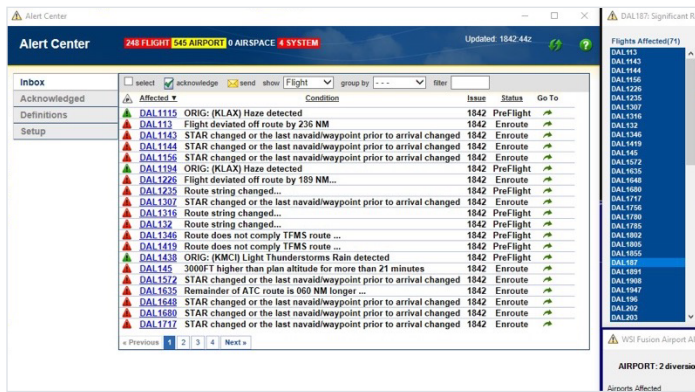 Alert Center
Alert Center
248 FLIGHT 545 AIRPORT 0 AIRSPACE 4 SYSTEM
Updated: 1842:44z
Inbox
Acknowledged
Definitions
Setup
select acknowledge send show Flight group by - - - filter
Affected ▼ Condition Issue Status Go To
DAL1115 ORIG: (KLAX) Haze detected 1842 PreFlight
DAL113 Flight deviated off route by 236 NM 1842 Enroute
DAL1143 STAR changed or the last navaid/waypoint prior to arrival changed 1842 Enroute
DAL1144 STAR changed or the last navaid/waypoint prior to arrival changed 1842 Enroute
DAL1156 STAR changed or the last navaid/waypoint prior to arrival changed 1842 Enroute
DAL1194 ORIG: (KLAX) Haze detected 1842 PreFlight
DAL1226 Flight deviated off route by 189 NM... 1842 Enroute
DAL1235 Route string changed... 1842 PreFlight
DAL1307 STAR changed or the last navaid/waypoint prior to arrival changed 1842 Enroute
DAL1316 Route string changed... 1842 PreFlight
DAL132 Route string changed... 1842 PreFlight
DAL1346 Route does not comply TFMS route ... 1842 PreFlight
DAL1419 Route does not comply TFMS route ... 1842 PreFlight
DAL1438 ORIG: (KMCI) Light Thunderstorms Rain detected 1842 PreFlight
DAL145 3000FT higher than plan altitude for more than 21 minutes 1842 Enroute
DAL1572 STAR changed or the last navaid/waypoint prior to arrival changed 1842 Enroute
DAL1635 Remainder of ATC route is 060 NM longer ... 1842 Enroute
DAL1648 STAR changed or the last navaid/waypoint prior to arrival changed 1842 Enroute
DAL1680 STAR changed or the last navaid/waypoint prior to arrival changed 1842 Enroute
DAL1717 STAR changed or the last navaid/waypoint prior to arrival changed 1842 Enroute
« Previous 1 2 3 4 Next »
DAL187: Significant R
Flights Affected(71)
DAL113
DAL1143
DAL1144
DAL1156
DAL1226
DAL1235
DAL1307
DAL1316
DAL132
DAL1346
DAL1419
DAL145
DAL1572
DAL1635
DAL1648
DAL1680
DAL1717
DAL1756
DAL1780
DAL1785
DAL1802
DAL1805
DAL1855
DAL187
DAL1891
DAL1908
DAL1947
DAL196
DAL202
DAL203
WSI Fusion Airport Al
AIRPORT: 2 diversio
Airports Affected